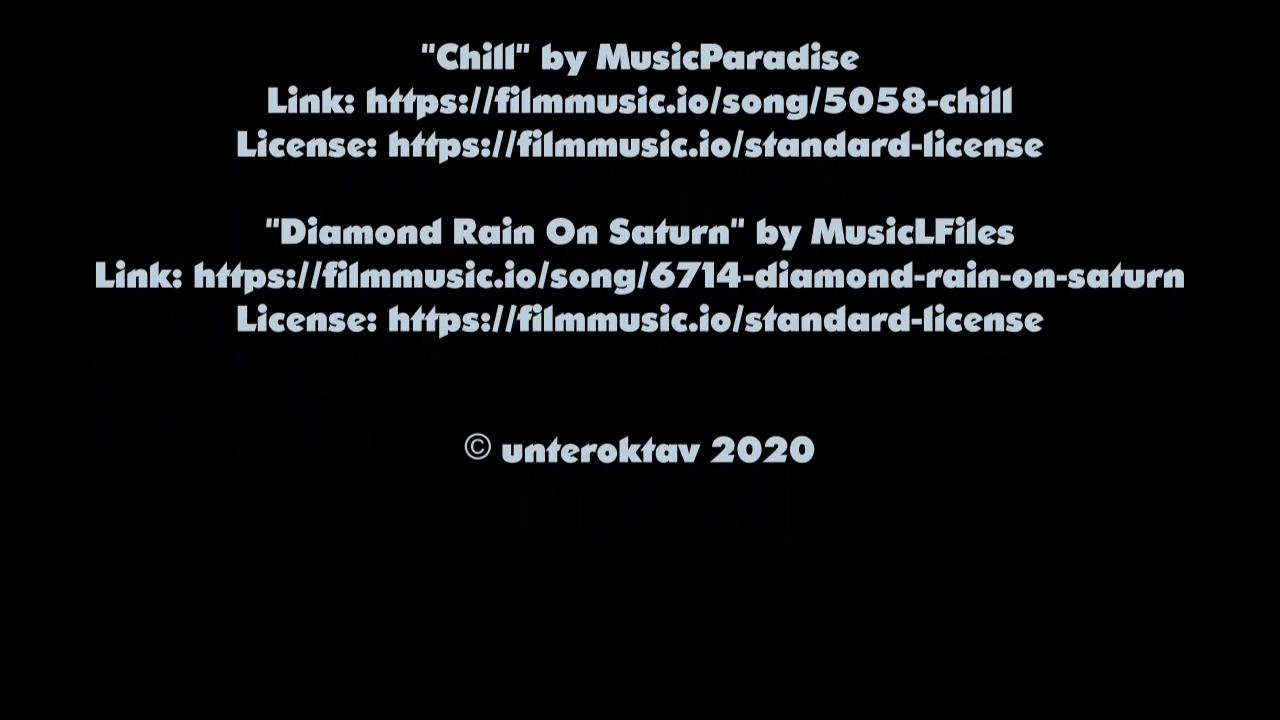 "Chill" by MusicParadise
Link: https://filmmusic.io/song/5058-chill
License: https://filmmusic.io/standard-license
"Diamond Rain On Saturn" by MusicLFiles
Link: https://filmmusic.io/song/6714-diamond-rain-on-saturn
License: https://filmmusic.io/standard-license
© unteroktav 2020